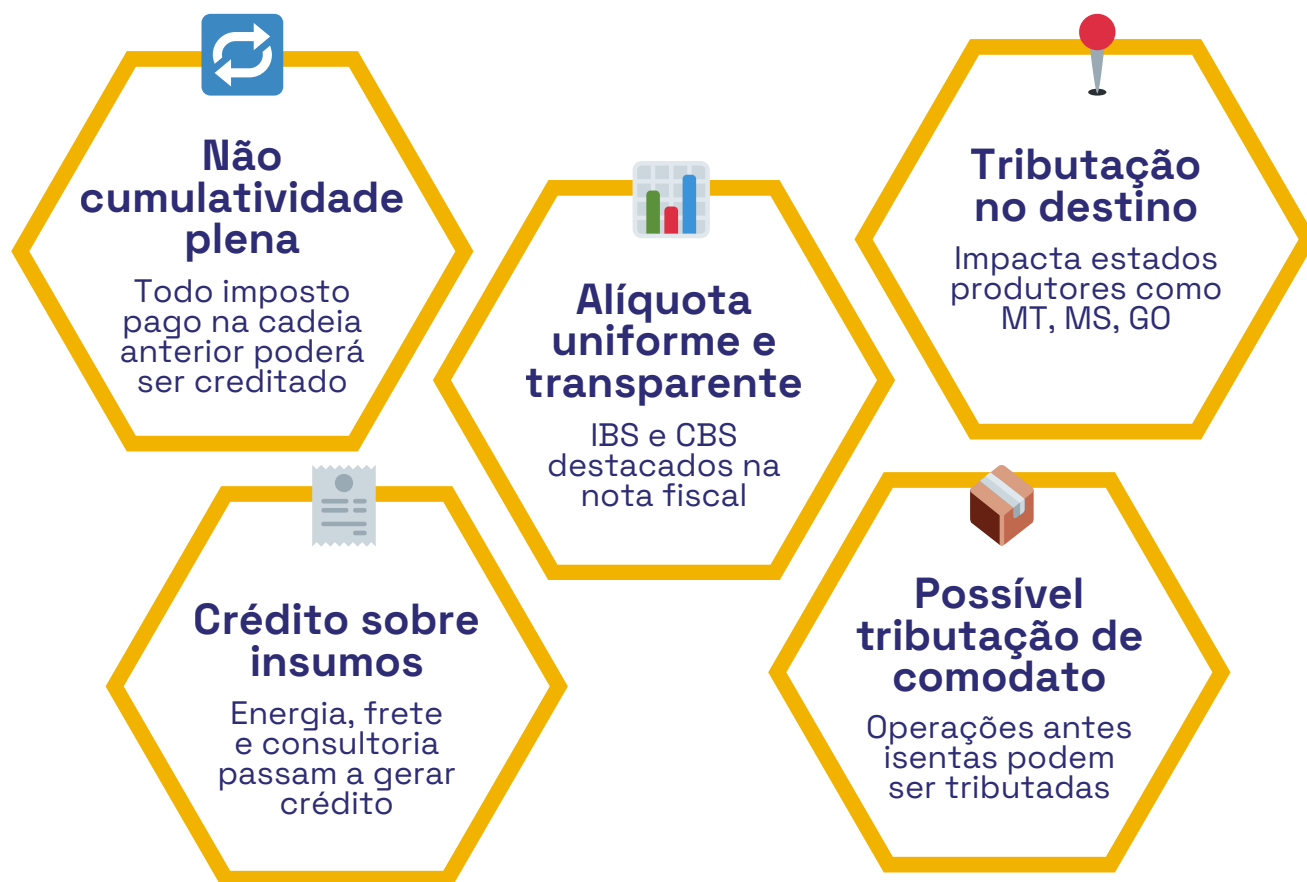 Não
cumulatividade
plena
Todo imposto
pago na cadeia
anterior poderá
ser creditado
Alíquota
uniforme e
transparente
IBS e CBS
destacados na
nota fiscal
Tributação
no destino
Impacta estados
produtores como
MT, MS, GO
Crédito sobre
insumos
Energia, frete
e consultoria
passam a gerar
crédito
Possível
tributação de
comodato
Operações antes
isentas podem
ser tributadas